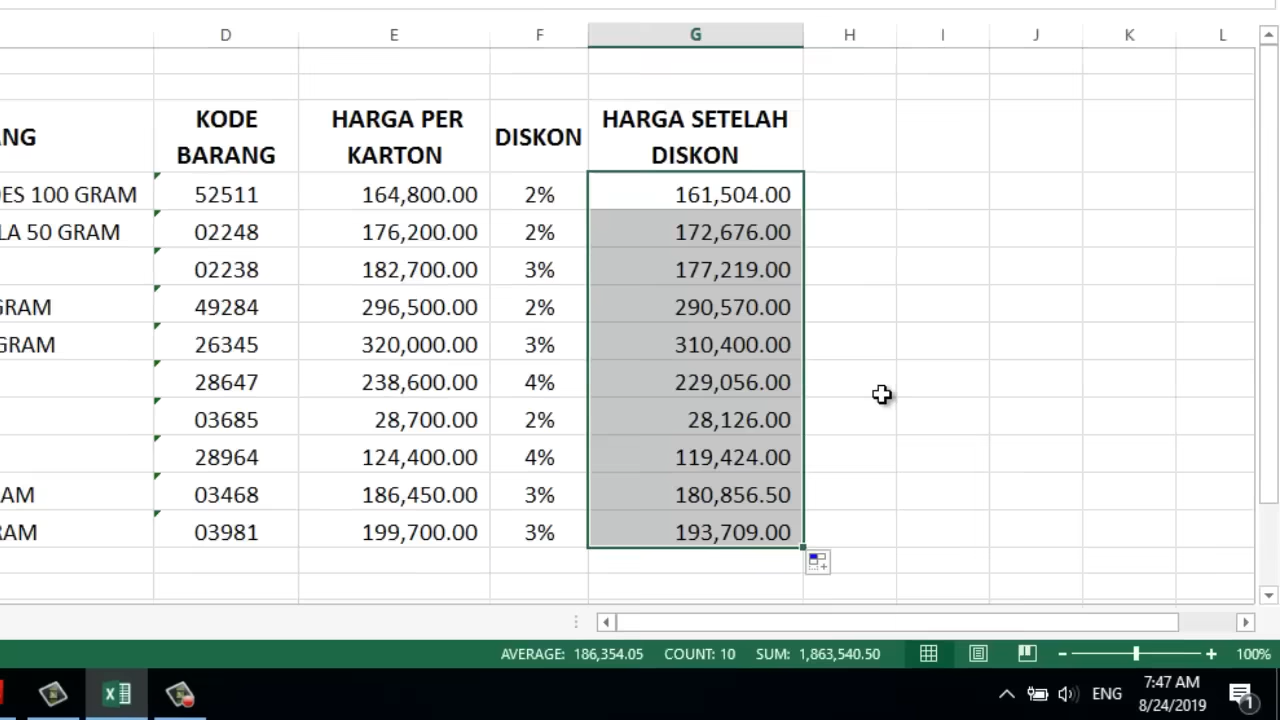 D E F G H I J K L
KODE HARGA PER HARGA SETELAH
ANG BARANG KARTON DISKON DISKON
DES 100 GRAM 52511 164,800.00 2% 161,504.00
LA 50 GRAM 02248 176,200.00 2% 172,676.00
02238 182,700.00 3% 177,219.00
GRAM 49284 296,500.00 2% 290,570.00
GRAM 26345 320,000.00 3% 310,400.00
28647 238,600.00 4% 229,056.00
03685 28,700.00 2% 28,126.00
28964 124,400.00 4% 119,424.00
AM 03468 186,450.00 3% 180,856.50
RAM 03981 199,700.00 3% 193,709.00
AVERAGE: 186,354.05 COUNT: 10 SUM: 1,863,540.50 100%
ENG 7:47 AM 1
8/24/2019